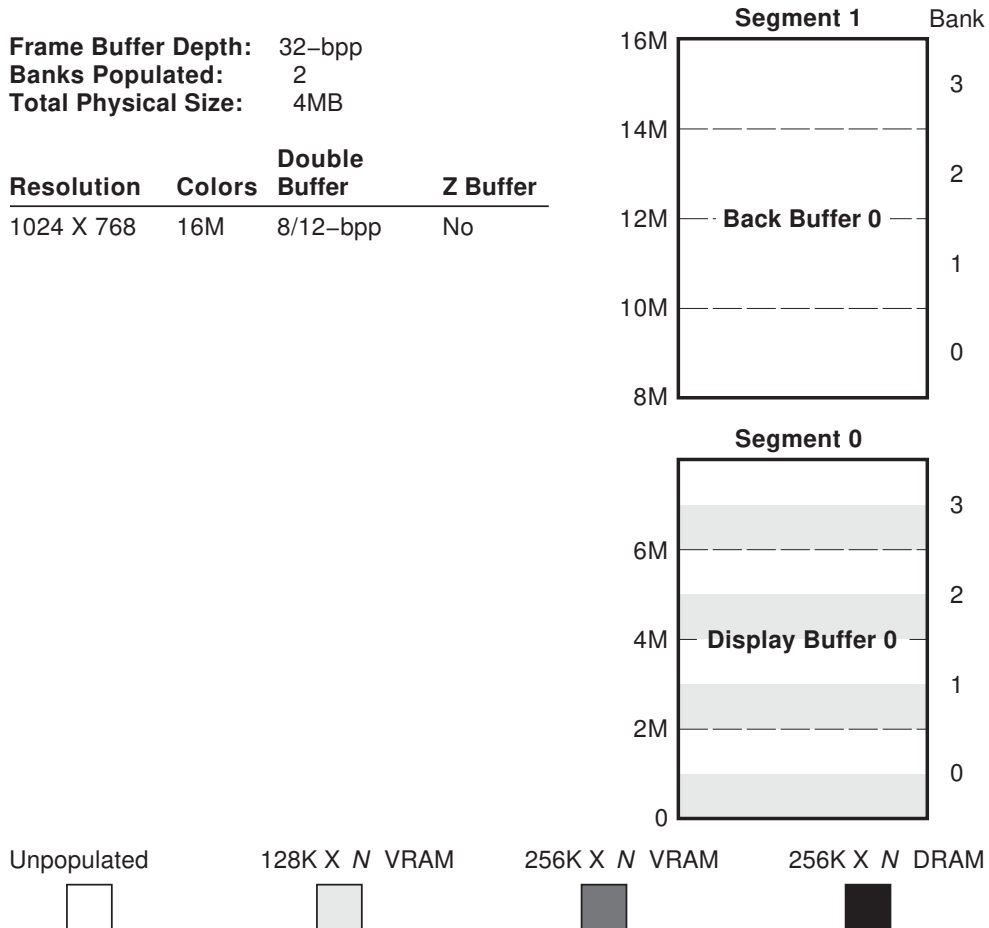 Frame Buffer Depth: 32−bpp
Banks Populated: 2
Total Physical Size: 4MB
Double
Resolution Colors Buffer Z Buffer
1024 X 768 16M 8/12−bpp No
Segment 1 Bank
16M
3
14M
2
12M Back Buffer 0
1
10M
0
8M
Segment 0
3
6M
2
4M Display Buffer 0
1
2M
0
0
Unpopulated 128K X N VRAM 256K X N VRAM 256K X N DRAM